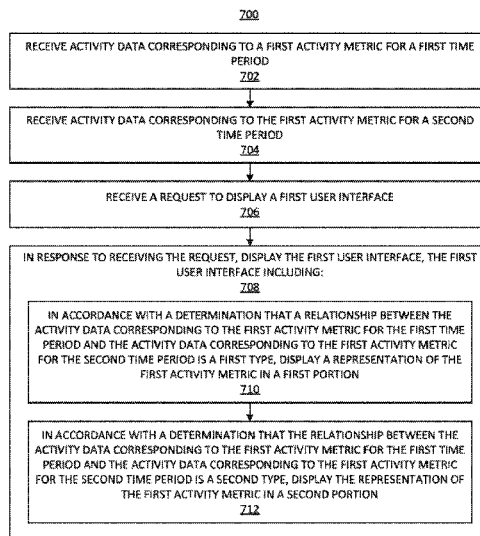 700
RECEIVE ACTIVITY DATA CORRESPONDING TO A FIRST ACTIVITY METRIC FOR A FIRST TIME
PERIOD
702
RECEIVE ACTIVITY DATA CORRESPONDING TO THE FIRST ACTIVITY METRIC FOR A SECOND
TIME PERIOD
704
RECEIVE A REQUEST TO DISPLAY A FIRST USER INTERFACE
706
IN RESPONSE TO RECEIVING THE REQUEST, DISPLAY THE FIRST USER INTERFACE, THE FIRST
USER INTERFACE INCLUDING:
708
IN ACCORDANCE WITH A DETERMINATION THAT A RELATIONSHIP BETWEEN THE
ACTIVITY DATA CORRESPONDING TO THE FIRST ACTIVITY METRIC FOR THE FIRST TIME
PERIOD AND THE ACTIVITY DATA CORRESPONDING TO THE FIRST ACTIVITY METRIC
FOR THE SECOND TIME PERIOD IS A FIRST TYPE, DISPLAY A REPRESENTATION OF THE
FIRST ACTIVITY METRIC IN A FIRST PORTION
710
IN ACCORDANCE WITH A DETERMINATION THAT THE RELATIONSHIP BETWEEN THE
ACTIVITY DATA CORRESPONDING TO THE FIRST ACTIVITY METRIC FOR THE FIRST TIME
PERIOD AND THE ACTIVITY DATA CORRESPONDING TO THE FIRST ACTIVITY METRIC
FOR THE SECOND TIME PERIOD IS A SECOND TYPE, DISPLAY THE REPRESENTATION OF
THE FIRST ACTIVITY METRIC IN A SECOND PORTION
712